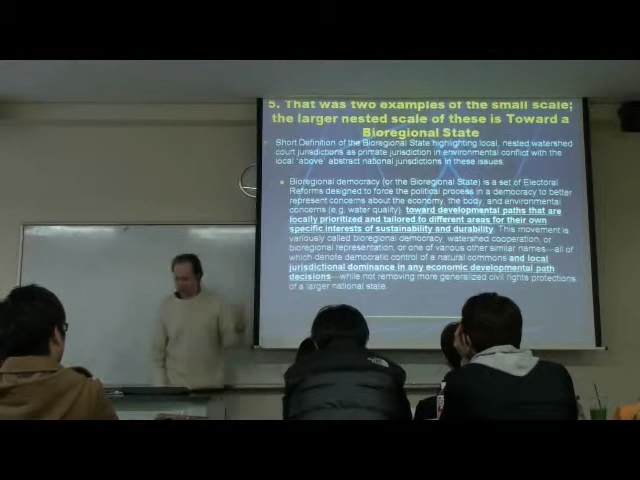 5. That was two examples of the small scale;
the larger nested scale of these is Toward a
Bioregional State
Short Definition of the Bioregional State highlighting local, nested watershed
court jurisdictions as primate jurisdiction in environmental conflict with the
local 'above' abstract national jurisdictions in these issues.
Bioregional democracy (or the Bioregional State) is a set of Electoral
Reforms designed to force the political process in a democracy to better
represent concerns about the economy, the body, and environmental
concerns (e.g. water quality), toward developmental paths that are
locally prioritized and tailored to different areas for their own
specific interests of sustainability and durability. This movement is
variously called bioregional democracy, watershed cooperation, or
bioregional representation, or one of various other similar names—all of
which denote democratic control of a natural commons and local
jurisdictional dominance in any economic developmental path
decisions—while not removing more generalized civil rights protections
of a larger national state.